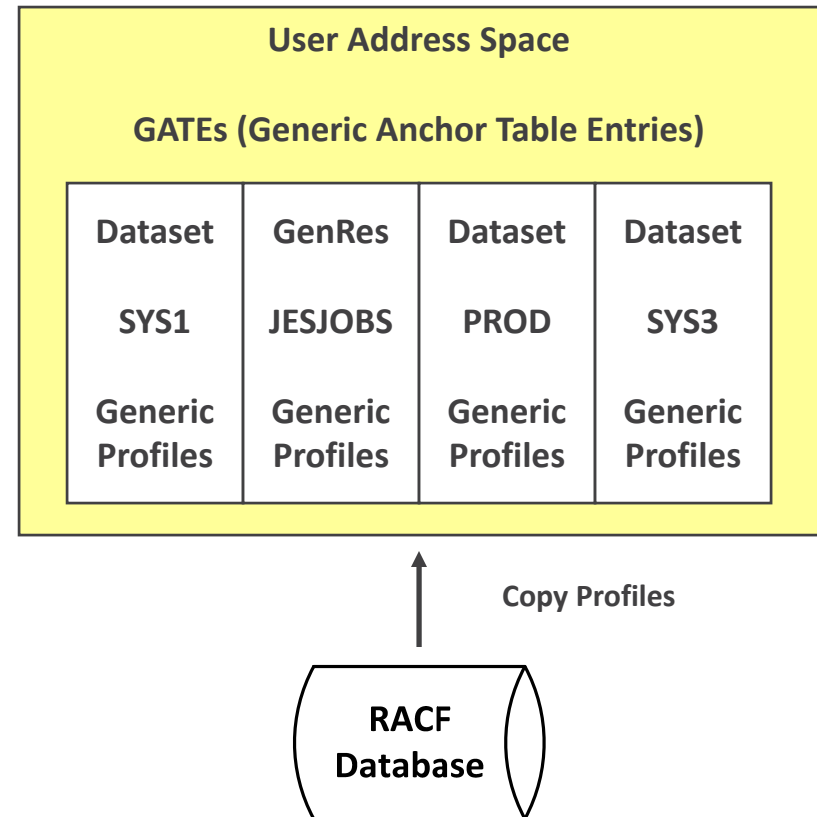 User Address Space
GATEs (Generic Anchor Table Entries)
Dataset
SYS1
Generic
Profiles
GenRes
JESJOBS
Generic
Profiles
Dataset
PROD
Generic
Profiles
Dataset
SYS3
Generic
Profiles
Copy Profiles
RACF
Database